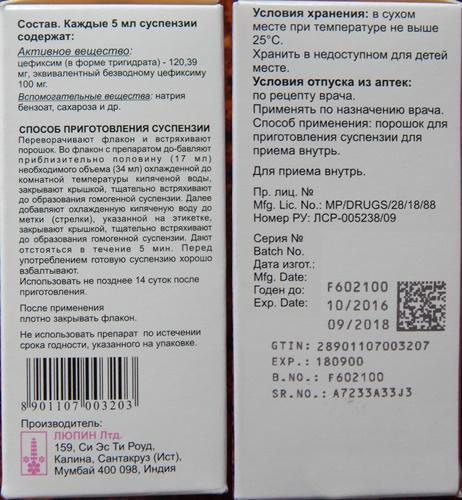 Состав. Каждые 5 мл суспензии
содержат:
Активное вещество:
цефиксим (в форме тригидрата) - 120,39
мг, эквивалентный безводному цефиксиму
100 мг.
Вспомогательные вещества: натрия
бензоат, сахароза и др.
СПОСОБ ПРИГОТОВЛЕНИЯ СУСПЕНЗИИ
Переворачивают флакон и встряхивают
порошок. Во флакон с препаратом до-бавляют
приблизительно половину (17 мл)
необходимого объема (34 мл) охлажденной до
комнатной температуры кипяченой воды,
закрывают крышкой, тщательно встряхивают
до образования гомогенной суспензии. Далее
добавляют охлажденную кипяченую воду до
метки (стрелки), указанной на этикетке,
закрывают крышкой, тщательно встряхивают
до образования гомогенной суспензии. Дают
отстояться в течение 5 мин. Перед
употреблением готовую суспензию хорошо
взбалтывают.
Использовать не позднее 14 суток после
приготовления.
После применения
плотно закрывать флакон.
Не использовать препарат по истечении
срока годности, указанного на упаковке.
8 901107 003203
Производитель:
ЛЮПИН Лтд.
159, Си Эс Ти Роуд,
Калина, Сантакруз (Ист),
Мумбай 400 098, Индия
Условия хранения: в сухом
месте при температуре не выше
25°С.
Хранить в недоступном для детей
месте.
Условия отпуска из аптек:
по рецепту врача.
Применять по назначению врача.
Способ применения: порошок для
приготовления суспензии для
приема внутрь.
Для приема внутрь.
Пр. лиц. №
Mfg. Lic. No.: MP/DRUGS/28/18/88
Номер РУ: ЛСР-005238/09
Серия №
Batch No.
Дата изгот.:
Mfg. Date:
Годен до:
Exp. Date:
F602100
10/2016
09/2018
GTIN: 28901107003207
EXP.: 180900
B.NO.: F602100
SR.NO.: A7233A33J3